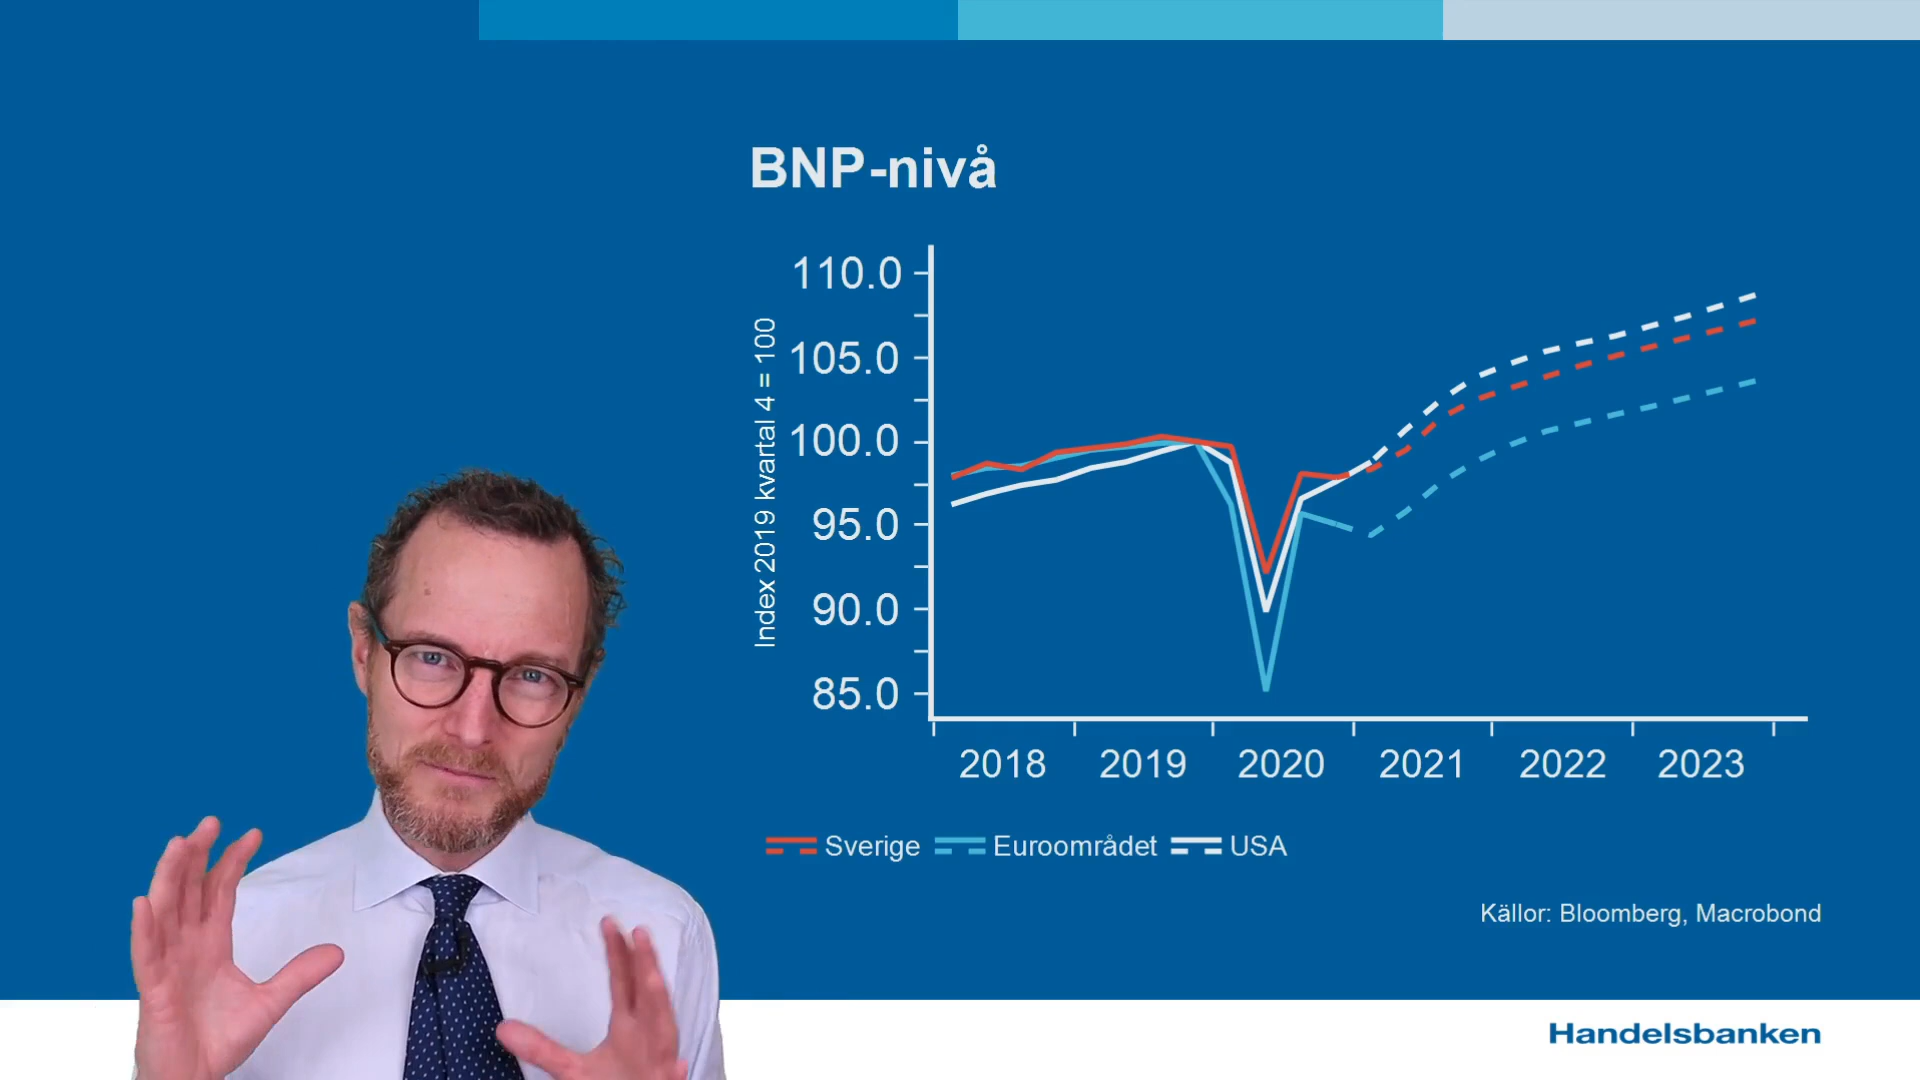 BNP-nivå
Index 2019 kvartal 4 = 100
110.0
105.0
100.0
95.0
90.0
85.0
2018 2019 2020 2021 2022 2023
Sverige Euroområdet USA
Källor: Bloomberg, Macrobond
Handelsbanken